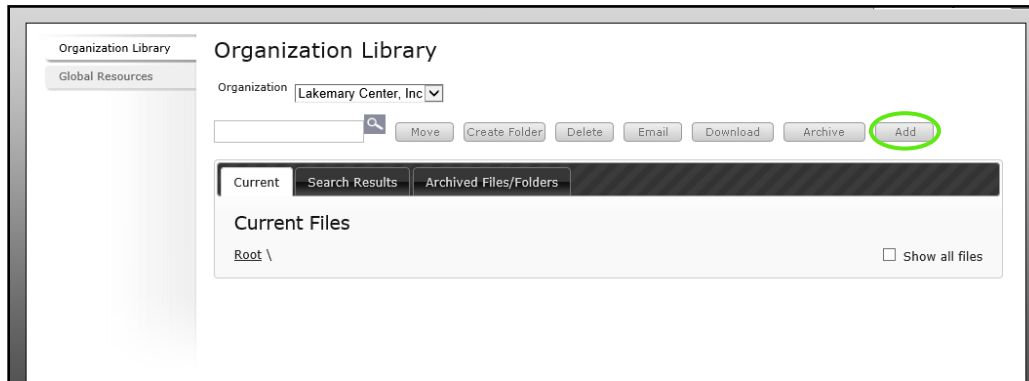 Organization Library
Global Resources
Organization Library
Organization Lakemary Center, Inc
Move Create Folder Delete Email Download Archive Add
Current Search Results Archived Files/Folders
Current Files
Root \ Show all files